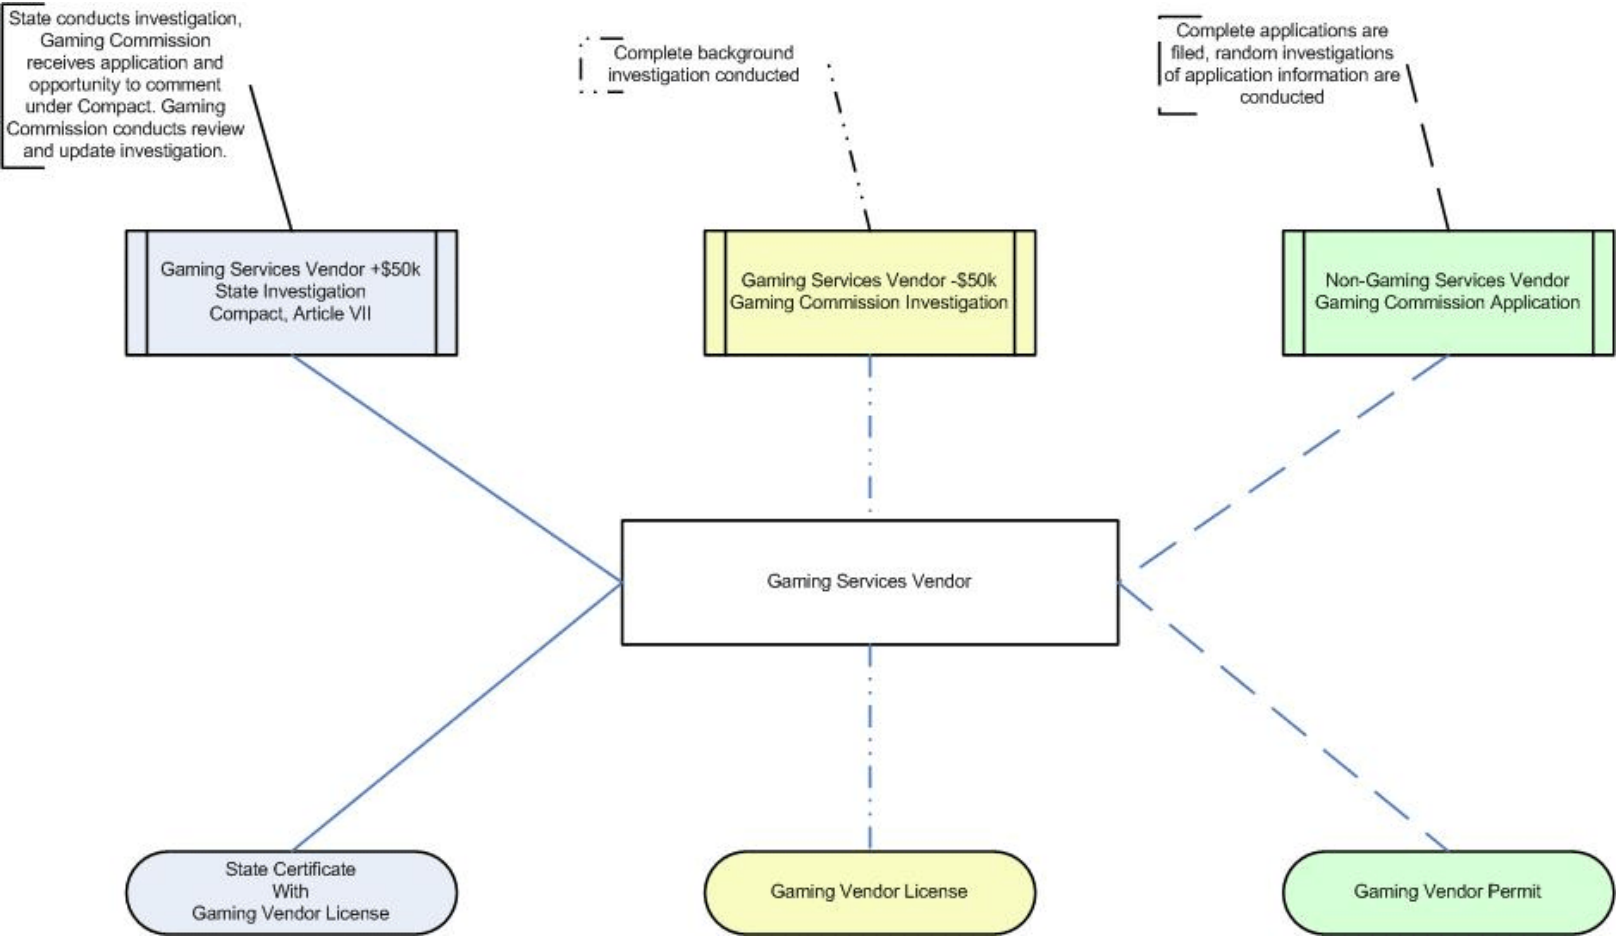 State conducts investigation,
Gaming Commission
receives application and
opportunity to comment
under Compact. Gaming
Commission conducts review
and update investigation.
Complete background
investigation conducted
Complete applications are
filed, random investigations
of application information are
conducted
Gaming Services Vendor +$50k
State Investigation
Compact, Article VII
Gaming Services Vendor -$50k
Gaming Commission Investigation
Non-Gaming Services Vendor
Gaming Commission Application
Gaming Services Vendor
State Certificate
With
Gaming Vendor License
Gaming Vendor License
Gaming Vendor Permit